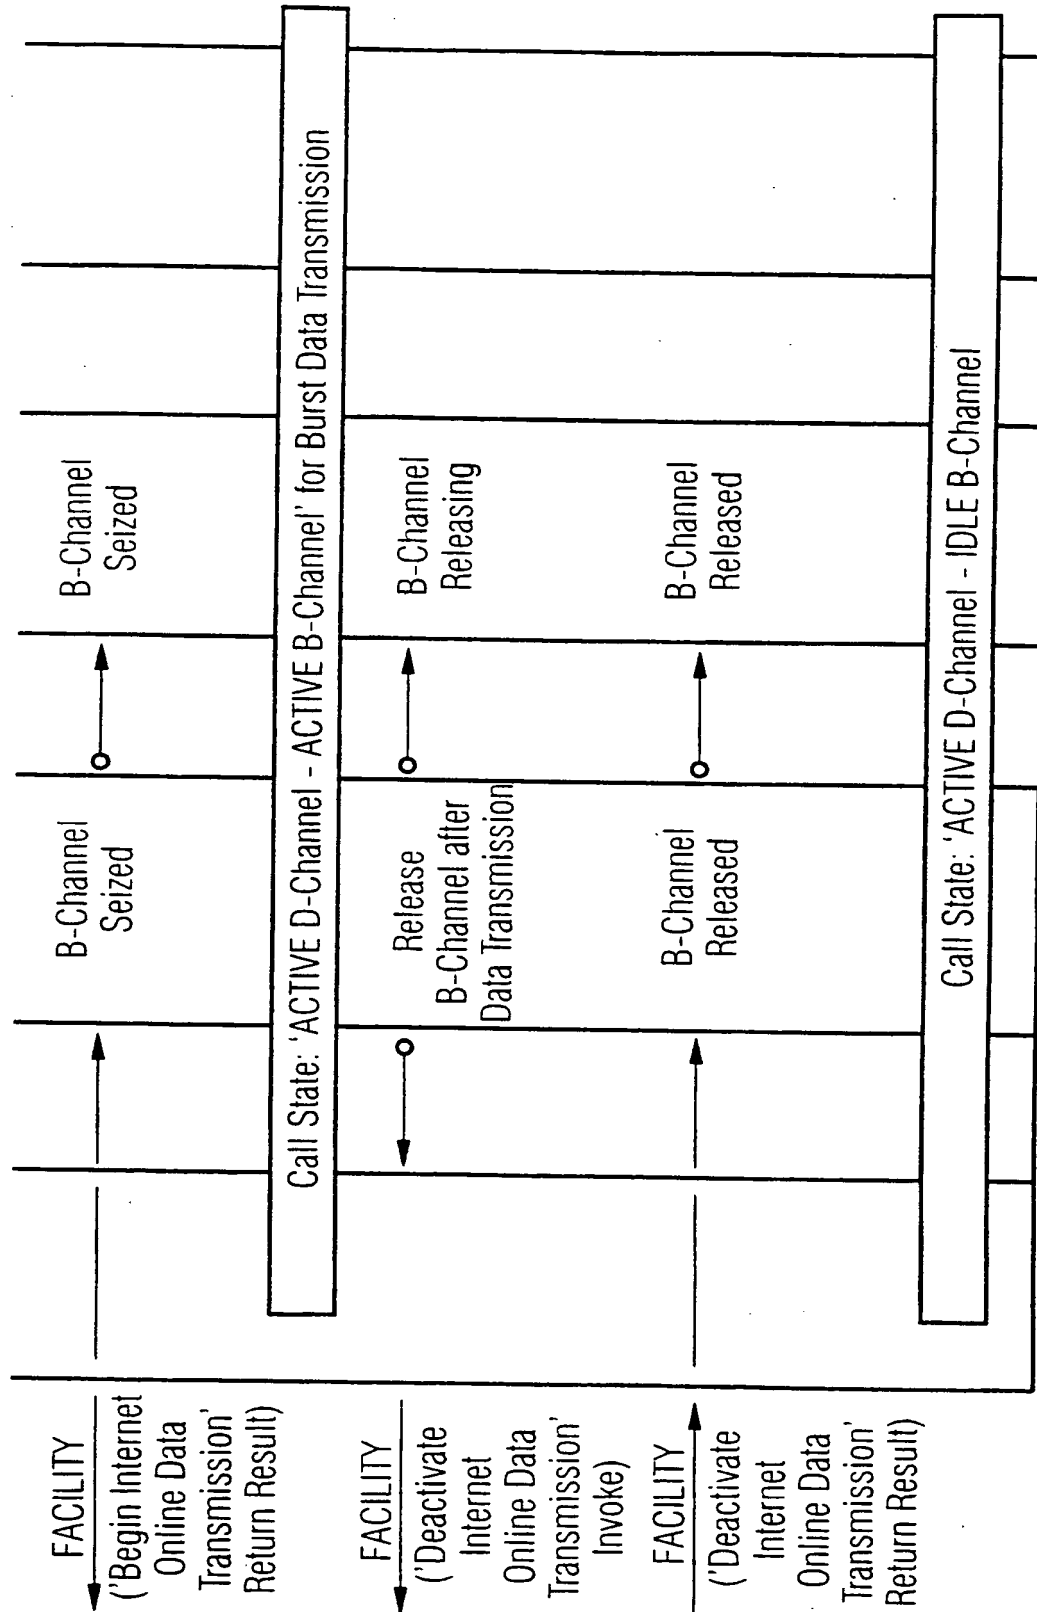 FACILITY
('Begin Internet
Online Data
Transmission'
Return Result)
B-Channel
Seized
B-Channel
Seized
Call State: 'ACTIVE D-Channel - ACTIVE B-Channel' for Burst Data Transmission
FACILITY
('Deactivate
Internet
Online Data
Transmission'
Invoke)
Release
B-Channel after
Data Transmission
B-Channel
Releasing
FACILITY
('Deactivate
Internet
Online Data
Transmission'
Return Result)
B-Channel
Released
B-Channel
Released
Call State: 'ACTIVE D-Channel - IDLE B-Channel